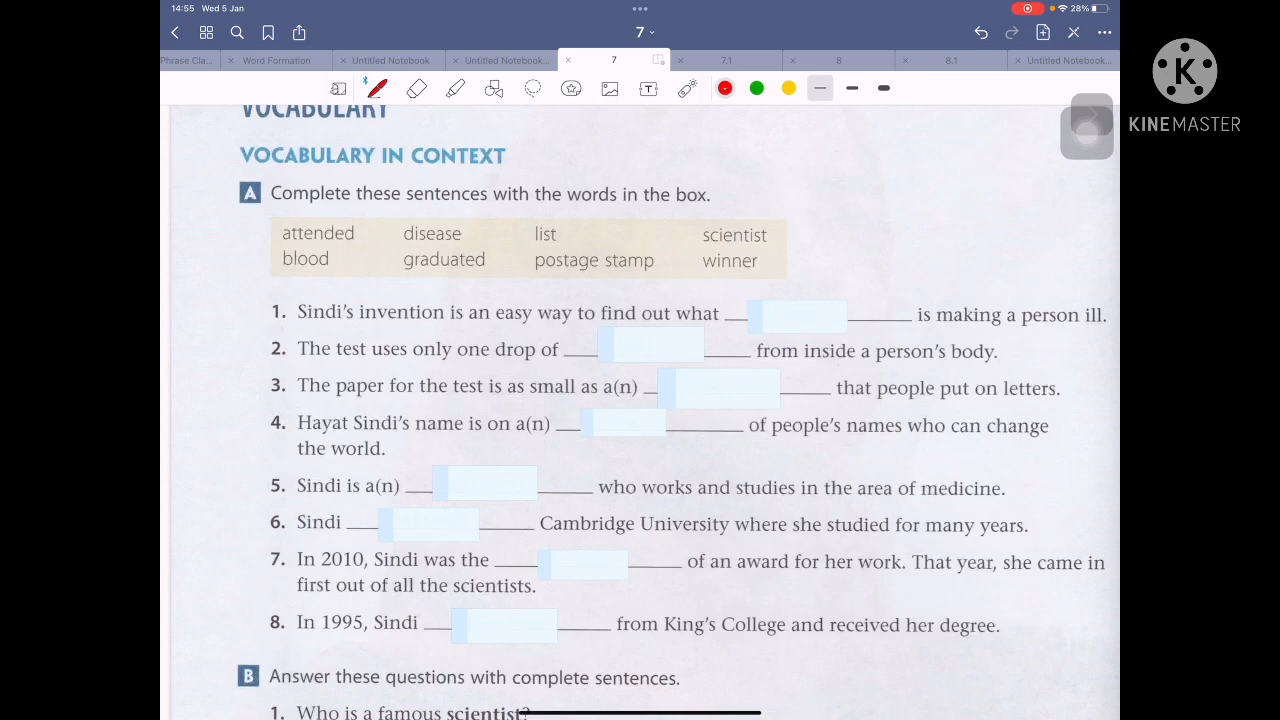 14:55 Wed 5 Jan
28%
7
Phrase Cla... Word Formation Untitled Notebook Untitled Notebook... 7 7.1 8 8.1 Untitled Notebook...
T
K
KINEMASTER
VOCABULARY
VOCABULARY IN CONTEXT
A Complete these sentences with the words in the box.
attended disease list scientist
blood graduated postage stamp winner
1. Sindi's invention is an easy way to find out what ______ is making a person ill.
2. The test uses only one drop of ______ from inside a person's body.
3. The paper for the test is as small as a(n) ______ that people put on letters.
4. Hayat Sindi's name is on a(n) ______ of people's names who can change
the world.
5. Sindi is a(n) ______ who works and studies in the area of medicine.
6. Sindi ______ Cambridge University where she studied for many years.
7. In 2010, Sindi was the ______ of an award for her work. That year, she came in
first out of all the scientists.
8. In 1995, Sindi ______ from King's College and received her degree.
B Answer these questions with complete sentences.
1. Who is a famous scientist?